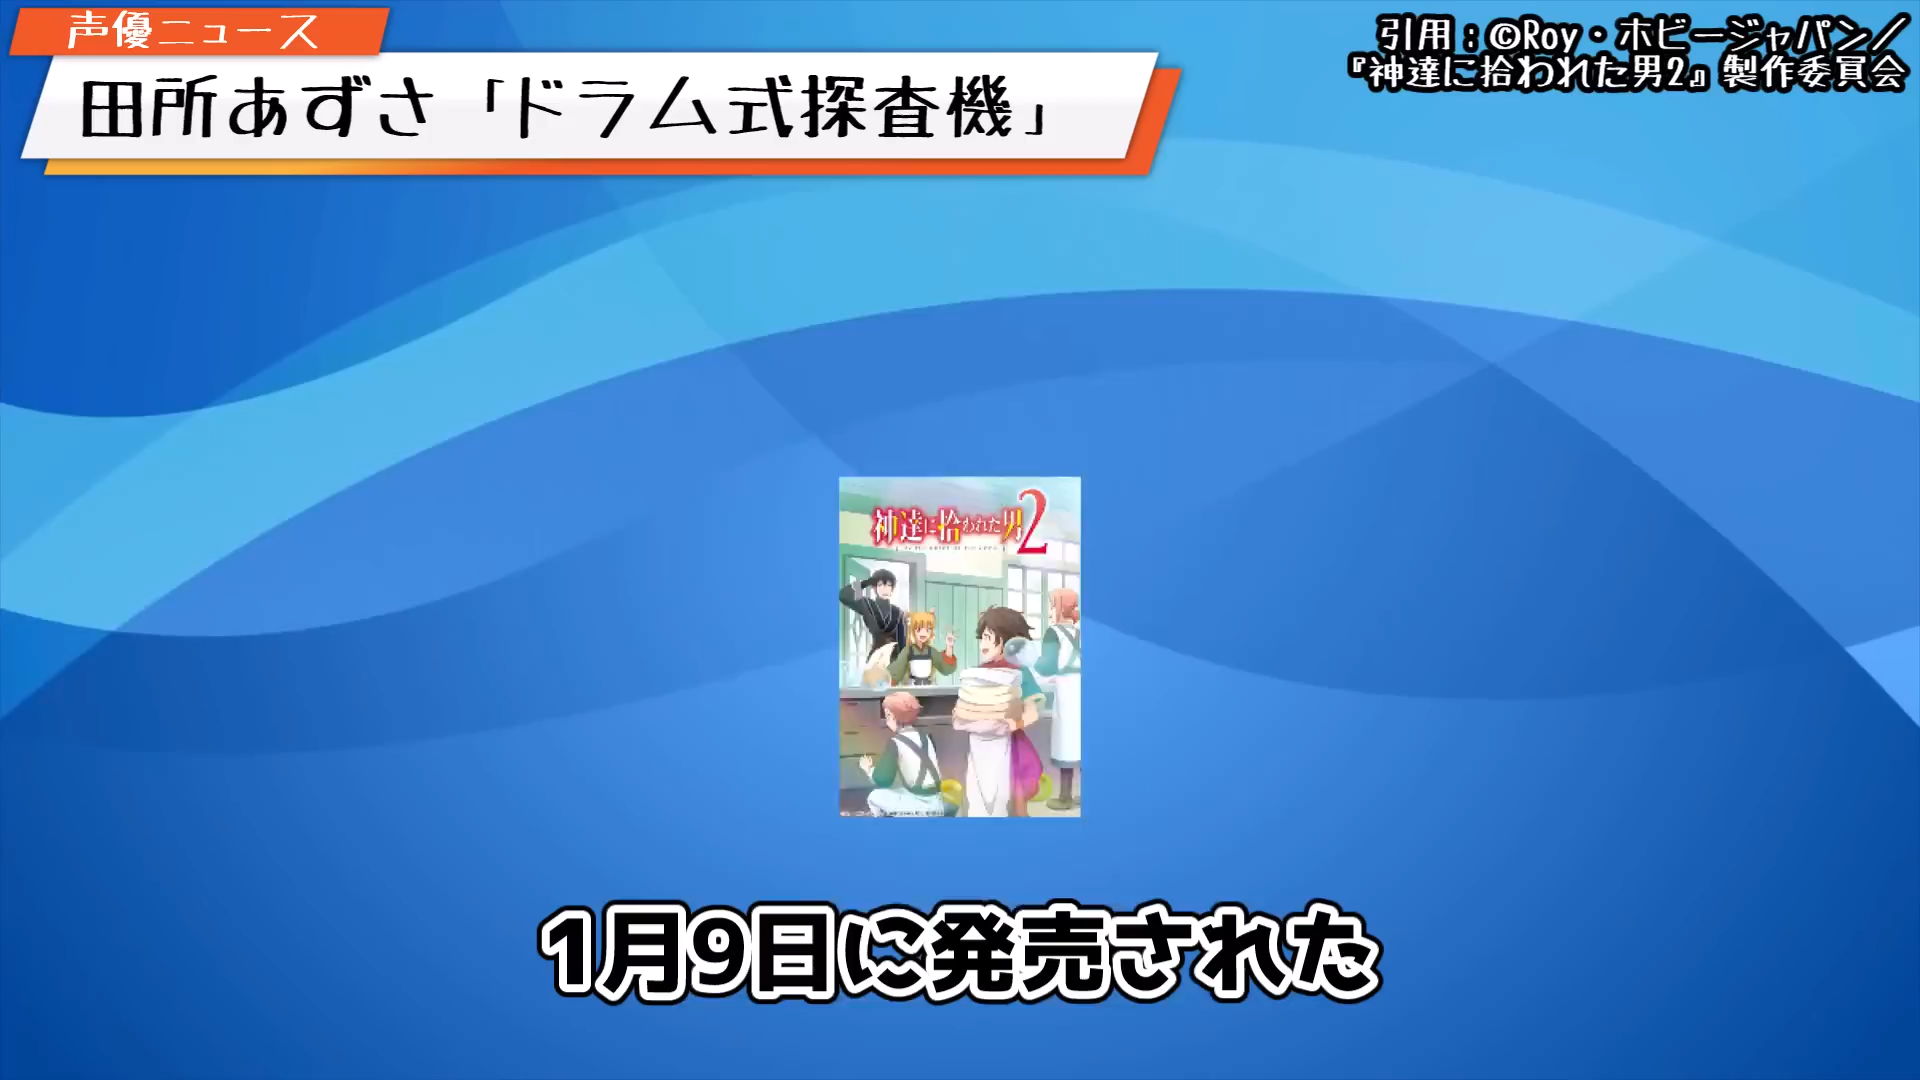 声優ニュース
田所あずさ「ドラム式探査機」
引用：©Roy・ホビージャパン／
『神達に拾われた男2』製作委員会
神達に拾われた男2
1月9日に発売された